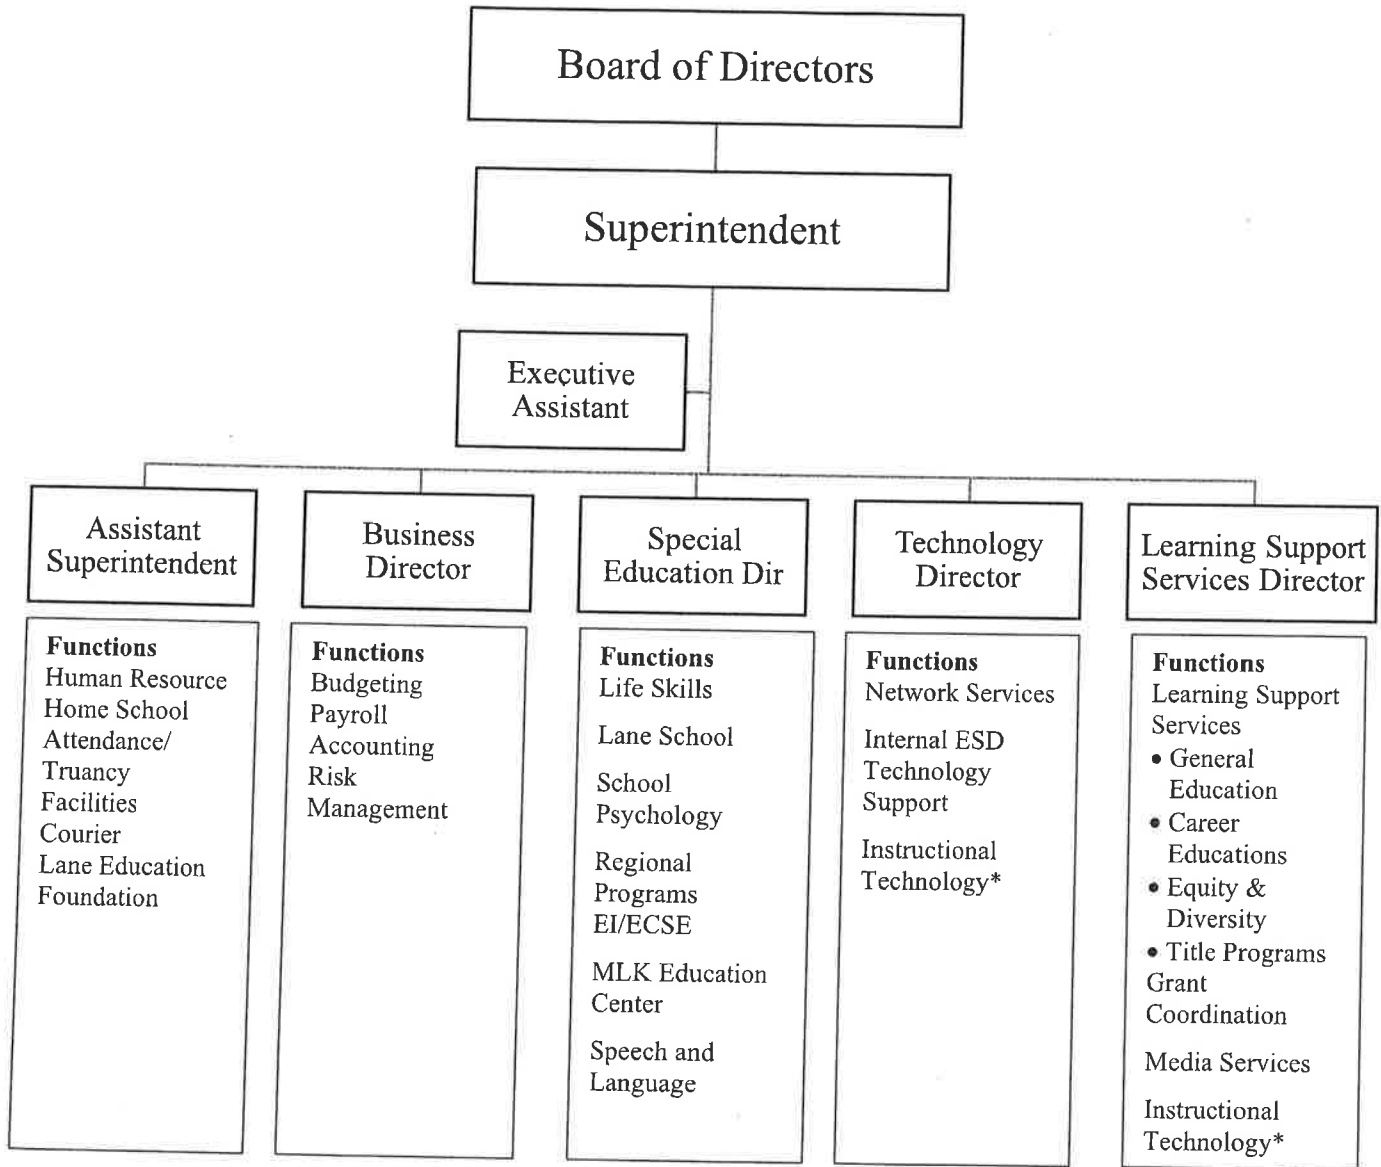 Board of Directors
Superintendent
Executive
Assistant
Assistant
Superintendent
Business
Director
Special
Education Dir
Technology
Director
Learning Support
Services Director
Functions
Human Resource
Home School
Attendance/
Truancy
Facilities
Courier
Lane Education
Foundation
Functions
Budgeting
Payroll
Accounting
Risk
Management
Functions
Life Skills
Lane School
School
Psychology
Regional
Programs
EI/ECSE
MLK Education
Center
Speech and
Language
Functions
Network Services
Internal ESD
Technology
Support
Instructional
Technology*
Functions
Learning Support
Services
• General
Education
• Career
Educations
• Equity &
Diversity
• Title Programs
Grant
Coordination
Media Services
Instructional
Technology*